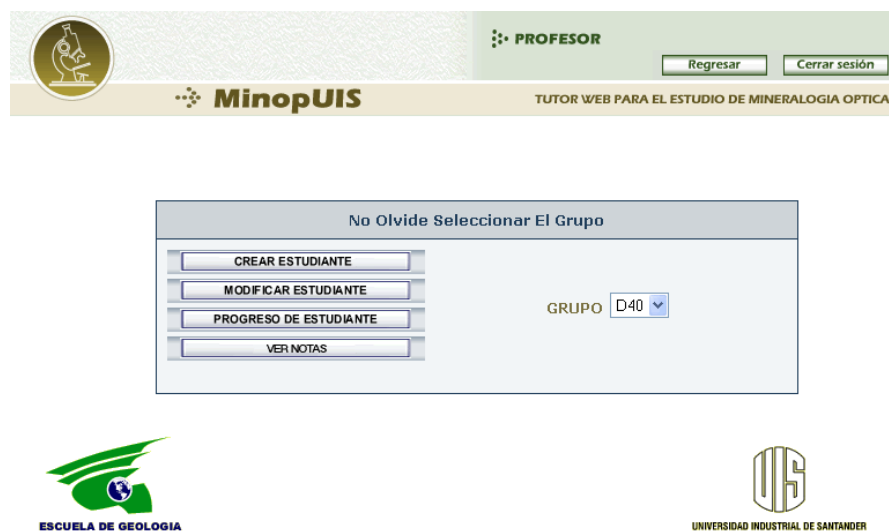 PROFESOR
Regresar Cerrar sesión
MinopUIS
TUTOR WEB PARA EL ESTUDIO DE MINERALOGIA OPTICA
No Olvide Seleccionar El Grupo
CREAR ESTUDIANTE
MODIFICAR ESTUDIANTE
PROGRESO DE ESTUDIANTE
VER NOTAS
GRUPO D40
ESCUELA DE GEOLOGIA
UIS
UNIVERSIDAD INDUSTRIAL DE SANTANDER